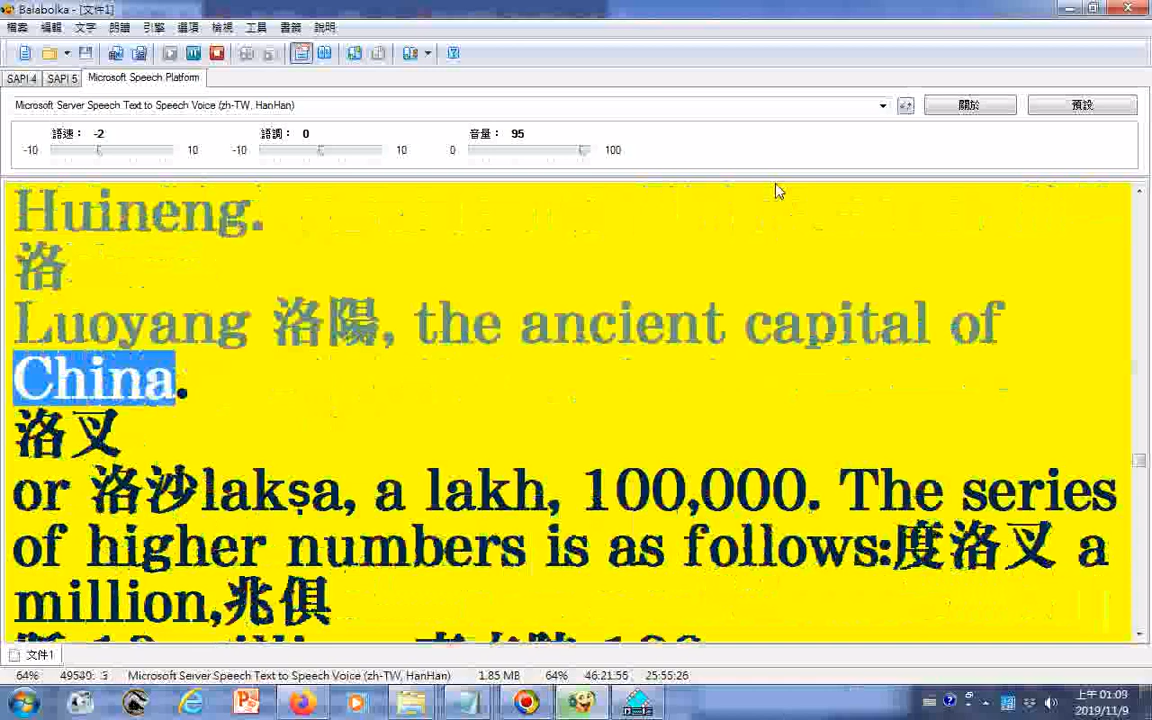 Balabolka - [文件1]
檔案 編輯 文字 朗讀 引擎 選項 檢視 工具 書籤 說明
SAPI 4 SAPI 5 Microsoft Speech Platform
Microsoft Server Speech Text to Speech Voice (zh-TW, HanHan) 關於 預設
語速： -2 語調： 0 音量： 95
-10 10 -10 10 0 100
Huineng.
洛
Luoyang 洛陽, the ancient capital of
China.
洛叉
or 洛沙lakṣa, a lakh, 100,000. The series
of higher numbers is as follows:度洛叉 a
million,兆俱
文件1
64% 49549: 3 Microsoft Server Speech Text to Speech Voice (zh-TW, HanHan) 1.85 MB 64% 46:21:55 25:55:26
上午 01:09
2019/11/9